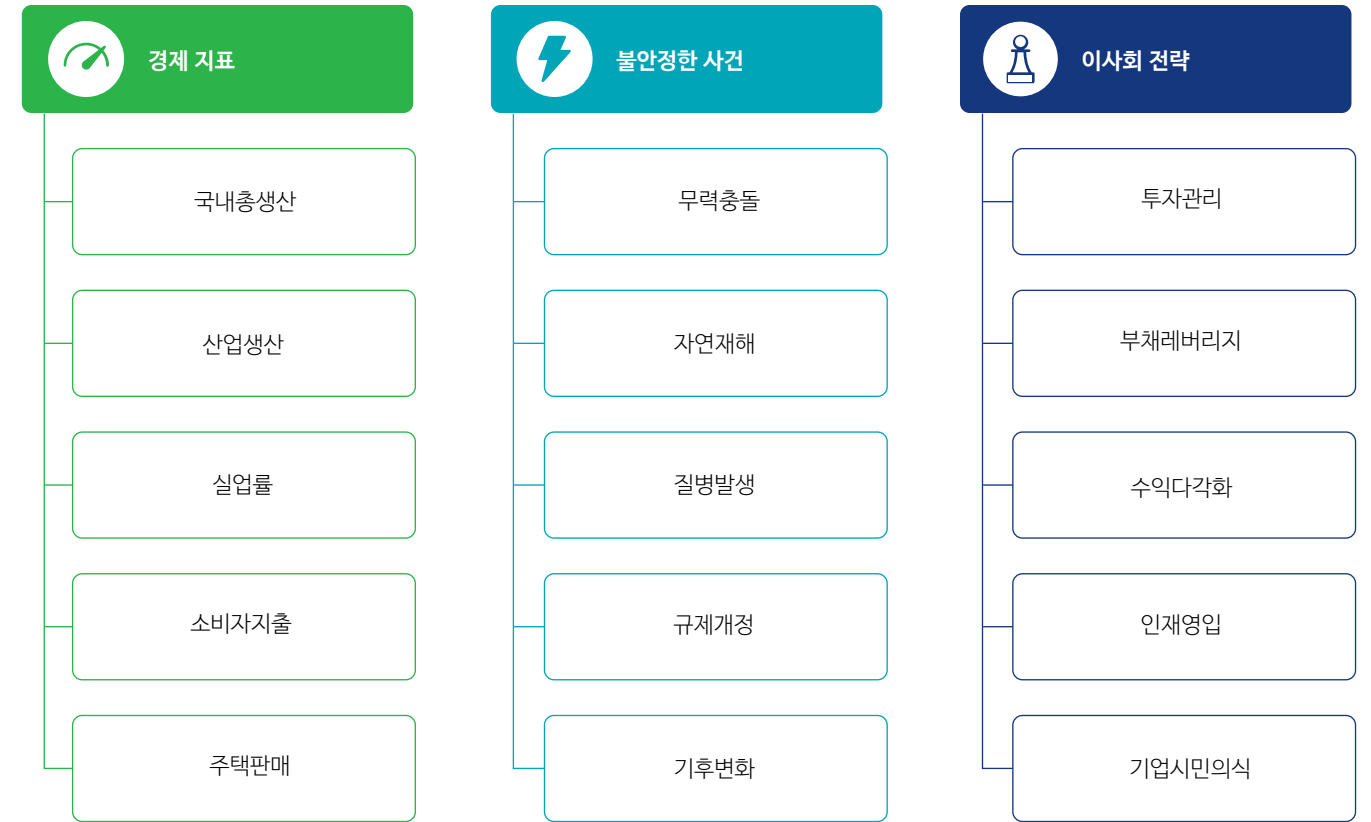 경제 지표
국내총생산
산업생산
실업률
소비자지출
주택판매
불안정한 사건
무력충돌
자연재해
질병발생
규제개정
기후변화
이사회 전략
투자관리
부채레버리지
수익다각화
인재영입
기업시민의식